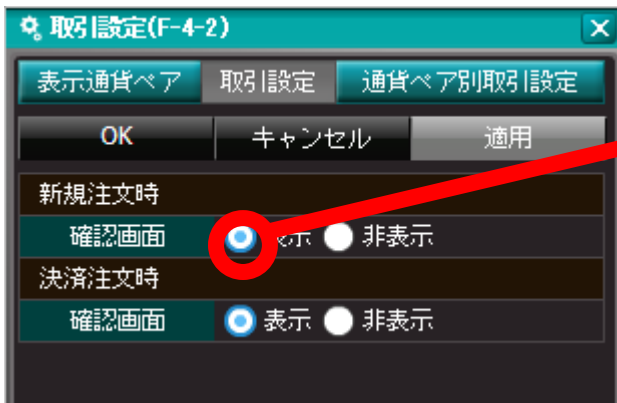 取引設定(F-4-2)
表示通貨ペア 取引設定 通貨ペア別取引設定
OK キャンセル 適用
新規注文時
確認画面 表示 非表示
決済注文時
確認画面 表示 非表示